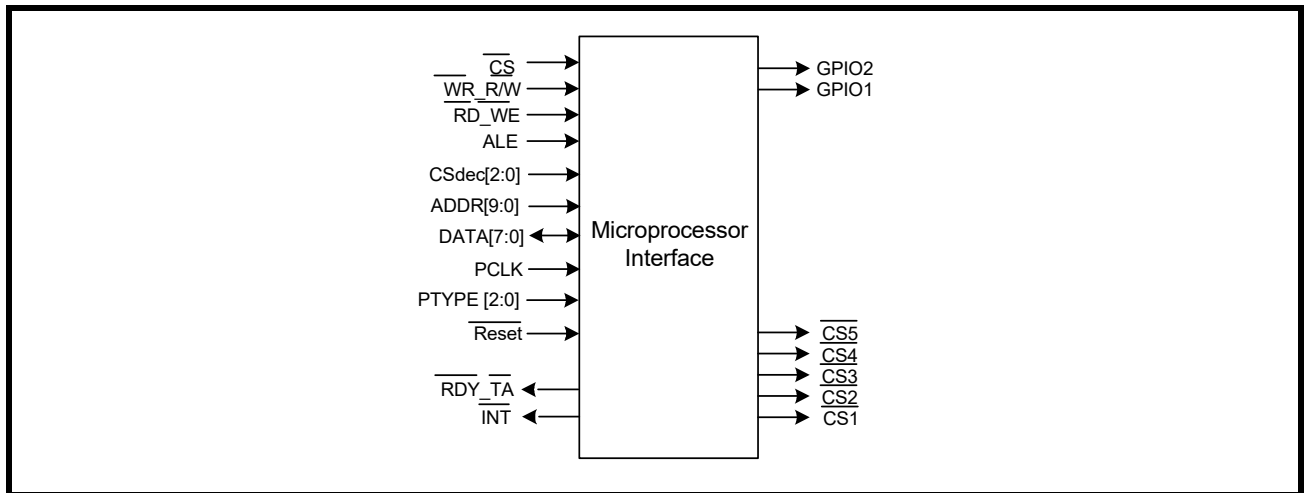 CS
WR_R/W
RD_WE
ALE
CSdec[2:0]
ADDR[9:0]
DATA[7:0]
PCLK
PTYPE [2:0]
Reset
RDY_TA
INT
Microprocessor
Interface
GPIO2
GPIO1
CS5
CS4
CS3
CS2
CS1